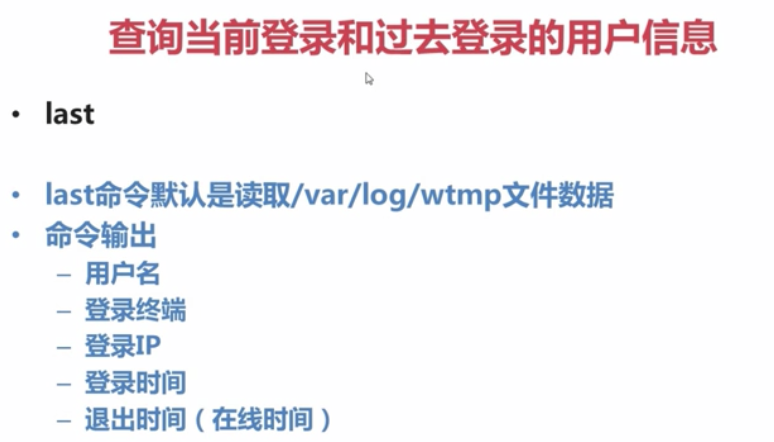 查询当前登录和过去登录的用户信息
• last
• last命令默认是读取/var/log/wtmp文件数据
• 命令输出
– 用户名
– 登录终端
– 登录IP
– 登录时间
– 退出时间（在线时间）